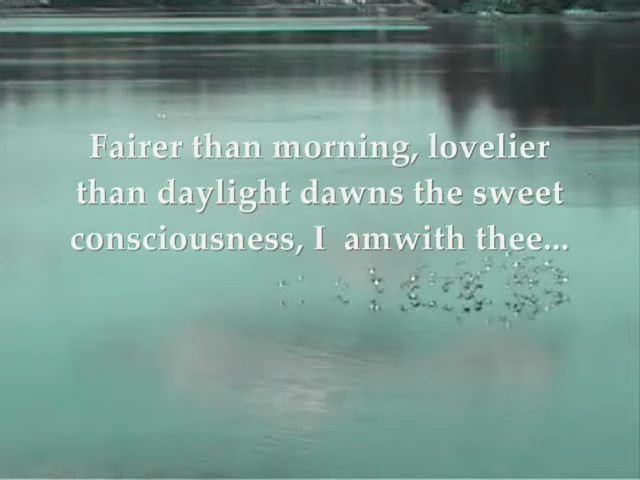 Fairer than morning, lovelier
than daylight dawns the sweet
consciousness, I  amwith thee...